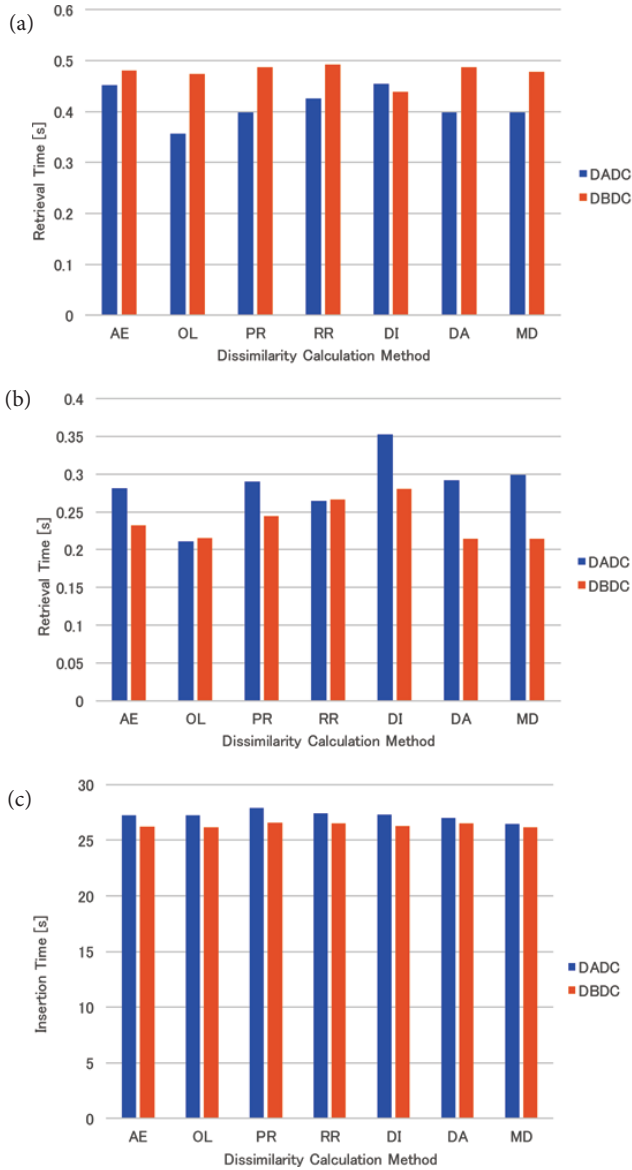 (a)
0.6
0.5
0.4
0.3
0.2
0.1
0
Retrieval Time [s]
AE OL PR RR DI DA MD
Dissimilarity Calculation Method
DADC
DBDC
(b)
0.4
0.35
0.3
0.25
0.2
0.15
0.1
0.05
0
Retrieval Time [s]
AE OL PR RR DI DA MD
Dissimilarity Calculation Method
DADC
DBDC
(c)
30
25
20
15
10
5
0
Insertion Time [s]
AE OL PR RR DI DA MD
Dissimilarity Calculation Method
DADC
DBDC